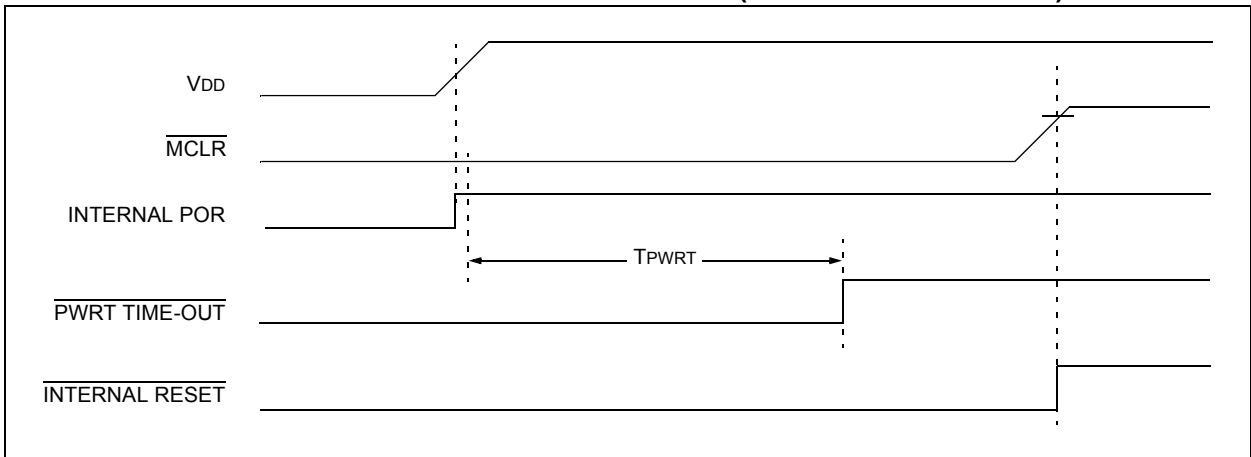 VDD
MCLR
INTERNAL POR
TPWRT
PWRT TIME-OUT
INTERNAL RESET